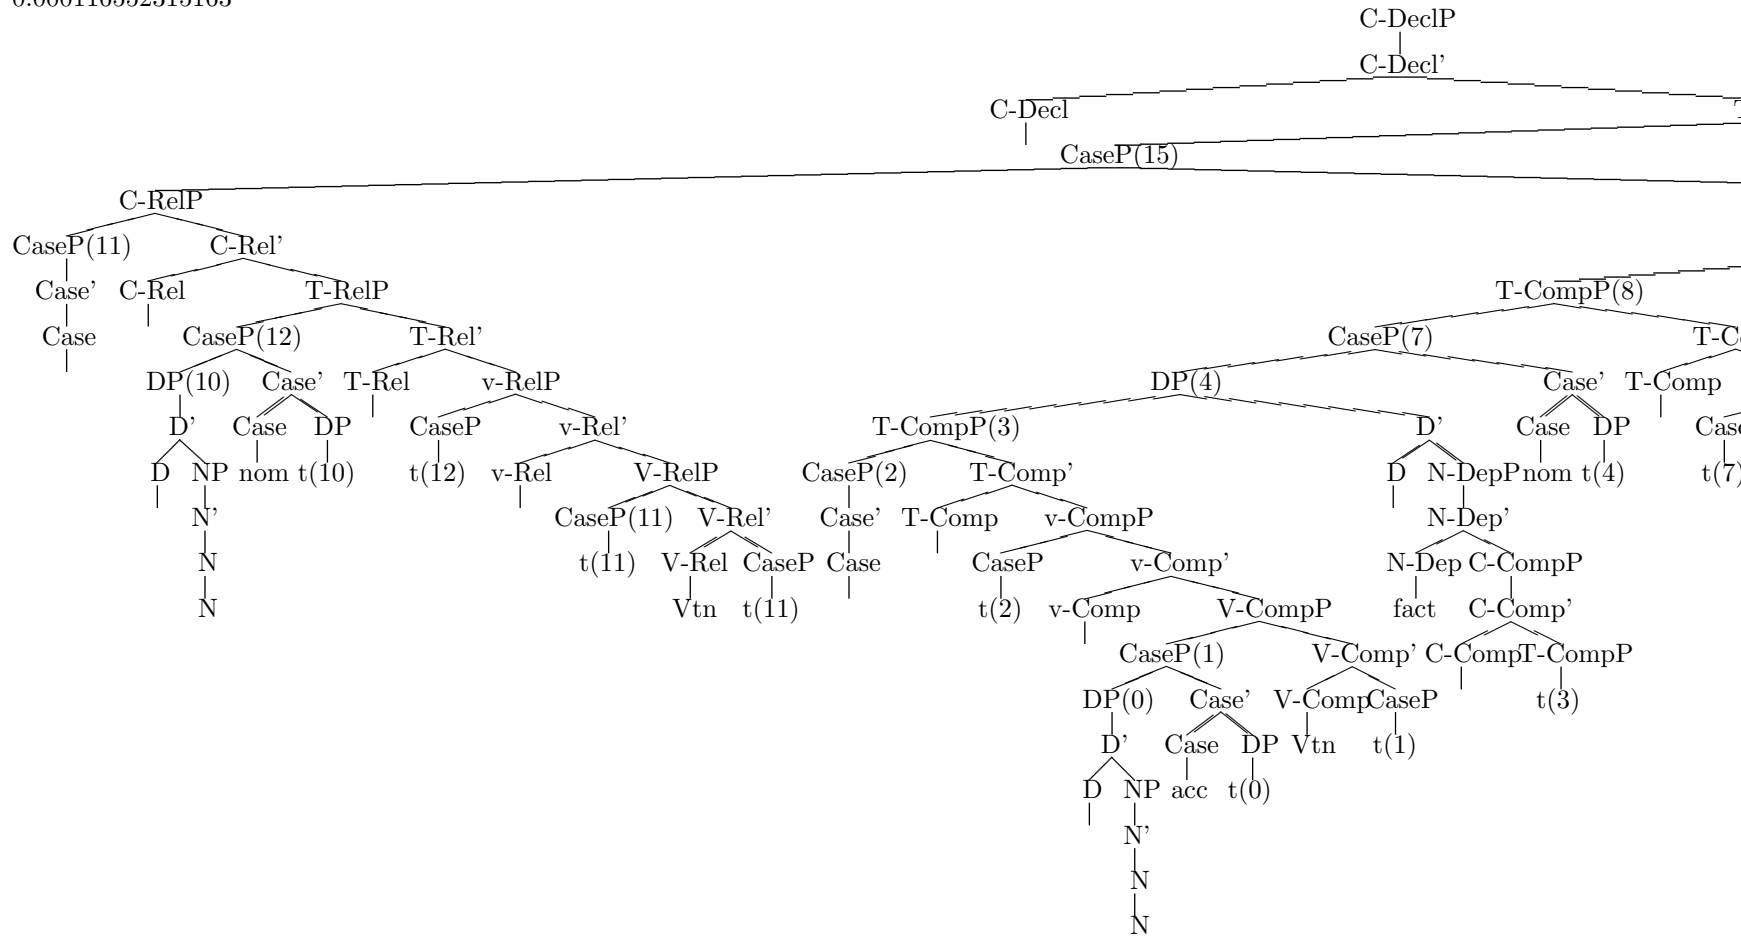 C-DeclP
C-Decl’
C-Decl
CaseP(15)
C-RelP
CaseP(11) C-Rel’
Case’ C-Rel T-RelP T-CompP(8)
Case CaseP(12) T-Rel’ CaseP(7)
DP(10) Case’ T-Rel v-RelP DP(4) Case’ T-Comp
D’ Case DP CaseP v-Rel’ T-CompP(3) D’ Case DP
D NP nom t(10) t(12) v-Rel V-RelP CaseP(2) T-Comp’ D N-DepP nom t(4) t(7)
N’ CaseP(11) V-Rel’ Case’ T-Comp v-CompP N-Dep’
N t(11) V-Rel CaseP Case CaseP v-Comp’ N-Dep C-CompP
N Vtn t(11) t(2) v-Comp V-CompP fact C-Comp’
CaseP(1) V-Comp’ C-Comp T-CompP
DP(0) Case’ V-Comp CaseP t(3)
D’ Case DP Vtn t(1)
D NP acc t(0)
N’
N
N